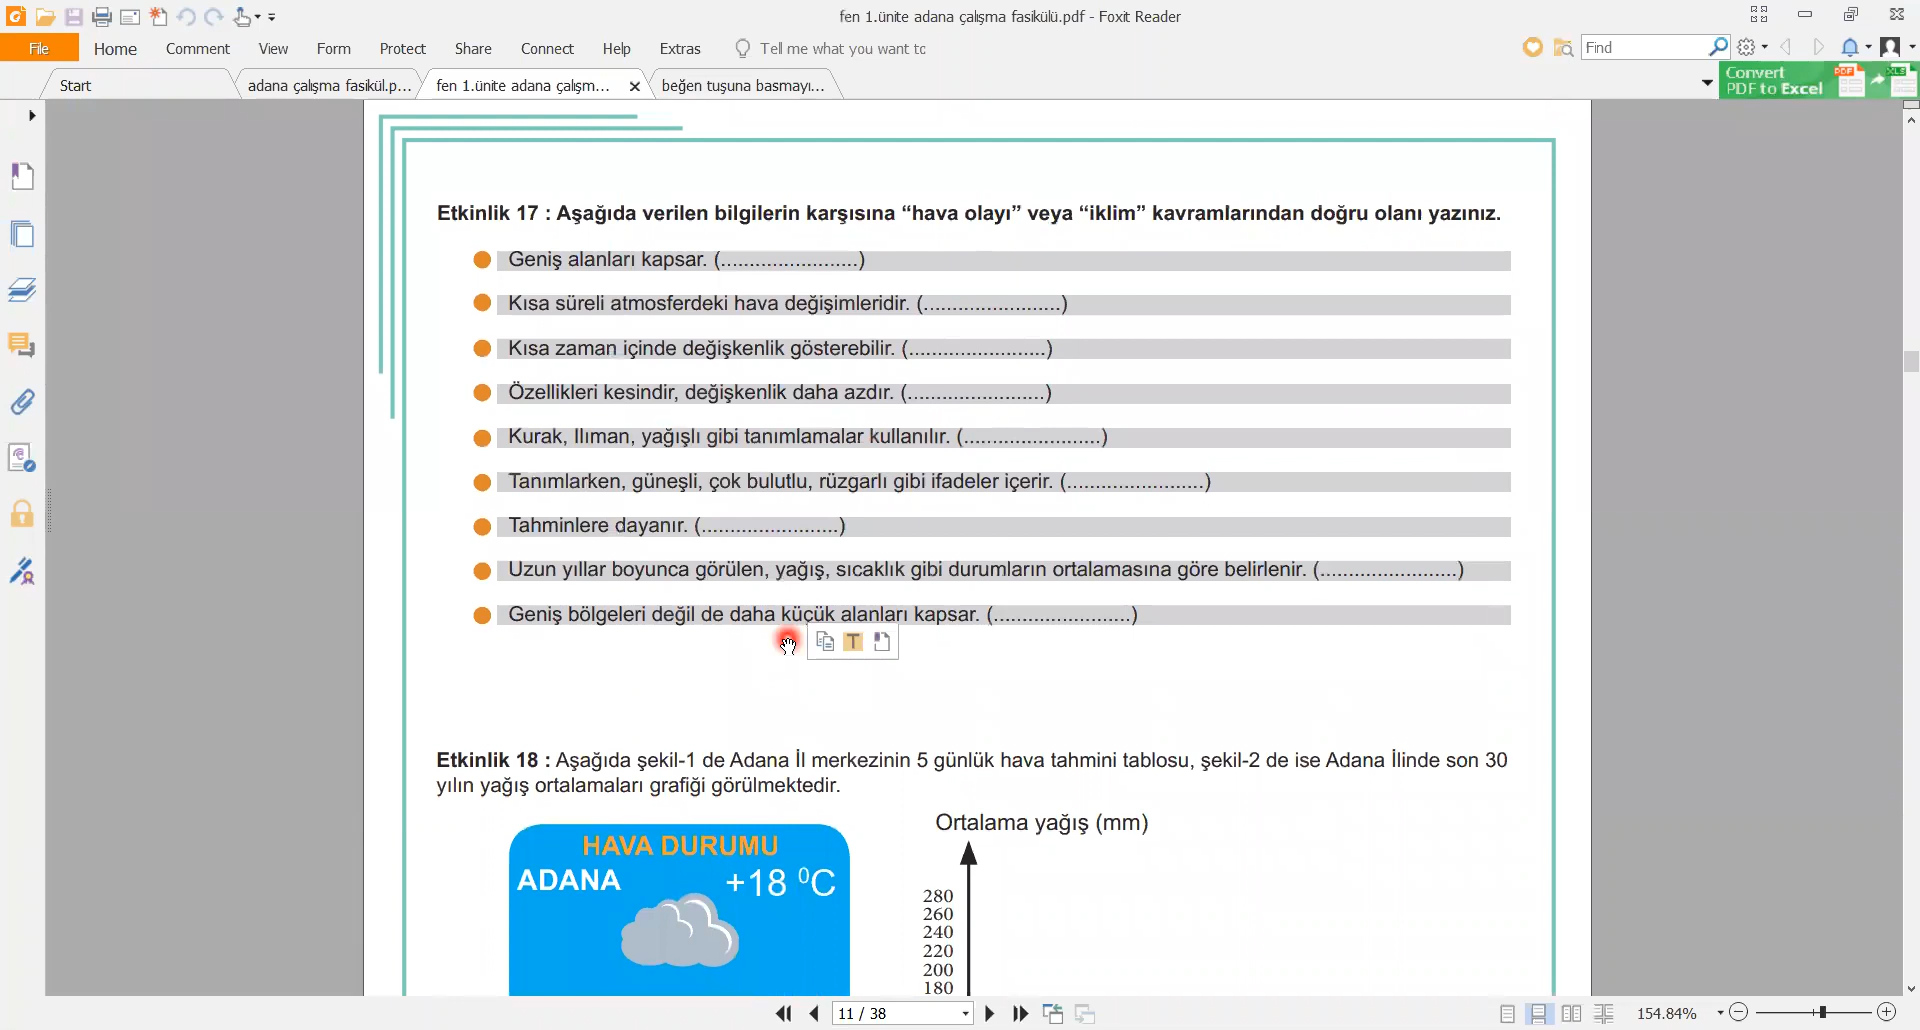 fen 1.ünite adana çalışma fasikülü.pdf - Foxit Reader
File Home Comment View Form Protect Share Connect Help Extras Tell me what you want to Find
Start adana çalışma fasikül.p... fen 1.ünite adana çalışm... beğen tuşuna basmayı...
Convert
PDF to Excel
Etkinlik 17 : Aşağıda verilen bilgilerin karşısına “hava olayı” veya “iklim” kavramlarından doğru olanı yazınız.
Geniş alanları kapsar. (........................)
Kısa süreli atmosferdeki hava değişimleridir. (........................)
Kısa zaman içinde değişkenlik gösterebilir. (........................)
Özellikleri kesindir, değişkenlik daha azdır. (........................)
Kurak, Ilıman, yağışlı gibi tanımlamalar kullanılır. (........................)
Tanımlarken, güneşli, çok bulutlu, rüzgarlı gibi ifadeler içerir. (........................)
Tahminlere dayanır. (........................)
Uzun yıllar boyunca görülen, yağış, sıcaklık gibi durumların ortalamasına göre belirlenir. (........................)
Geniş bölgeleri değil de daha küçük alanları kapsar. (........................)
Etkinlik 18 : Aşağıda şekil-1 de Adana İl merkezinin 5 günlük hava tahmini tablosu, şekil-2 de ise Adana İlinde son 30
yılın yağış ortalamaları grafiği görülmektedir.
HAVA DURUMU
ADANA +18 ⁰C
Ortalama yağış (mm)
280
260
240
220
200
180
11 / 38
154.84%